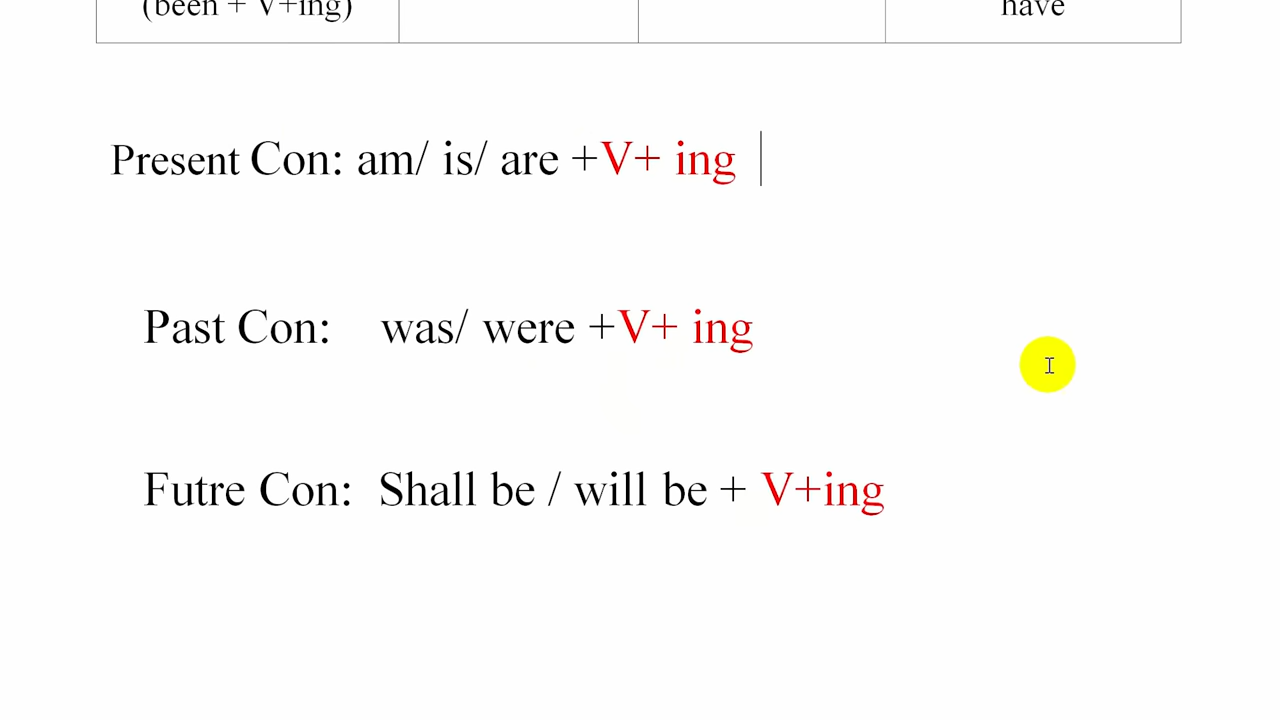 (been + V+ing) have
Present Con: am/ is/ are +V+ ing
Past Con: was/ were +V+ ing
Futre Con: Shall be / will be + V+ing